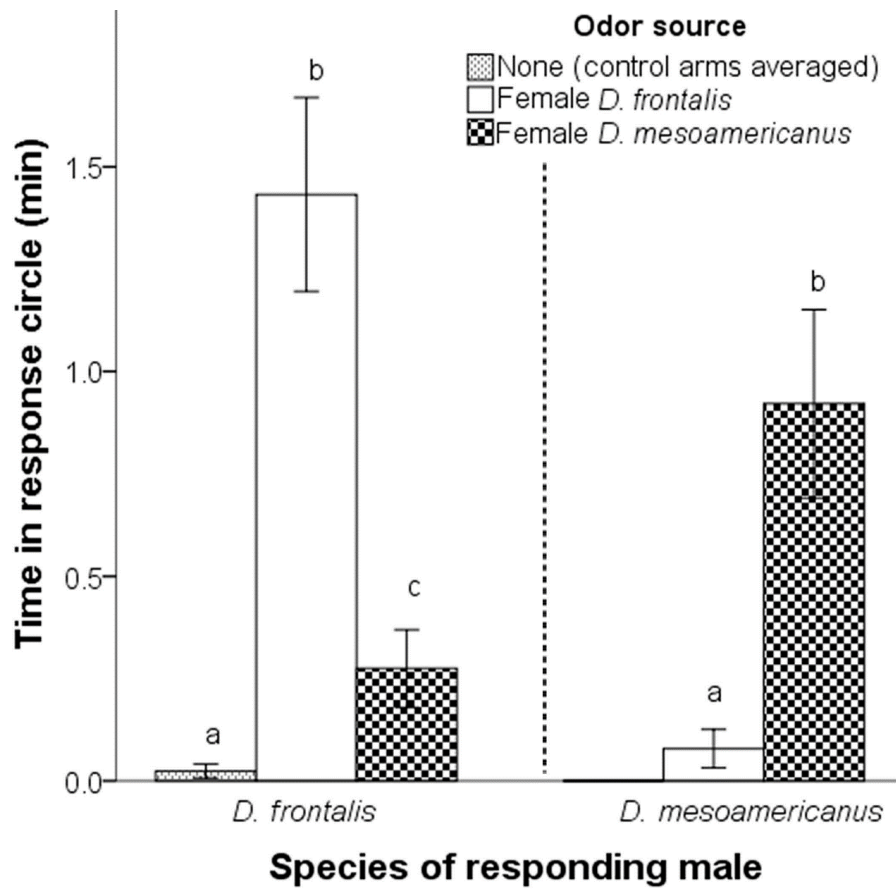 Odor source
None (control arms averaged)
Female D. frontalis
Female D. mesoamericanus
Time in response circle (min)
1.5
1.0
0.5
0.0
b
c
a
b
a
D. frontalis
D. mesoamericanus
Species of responding male